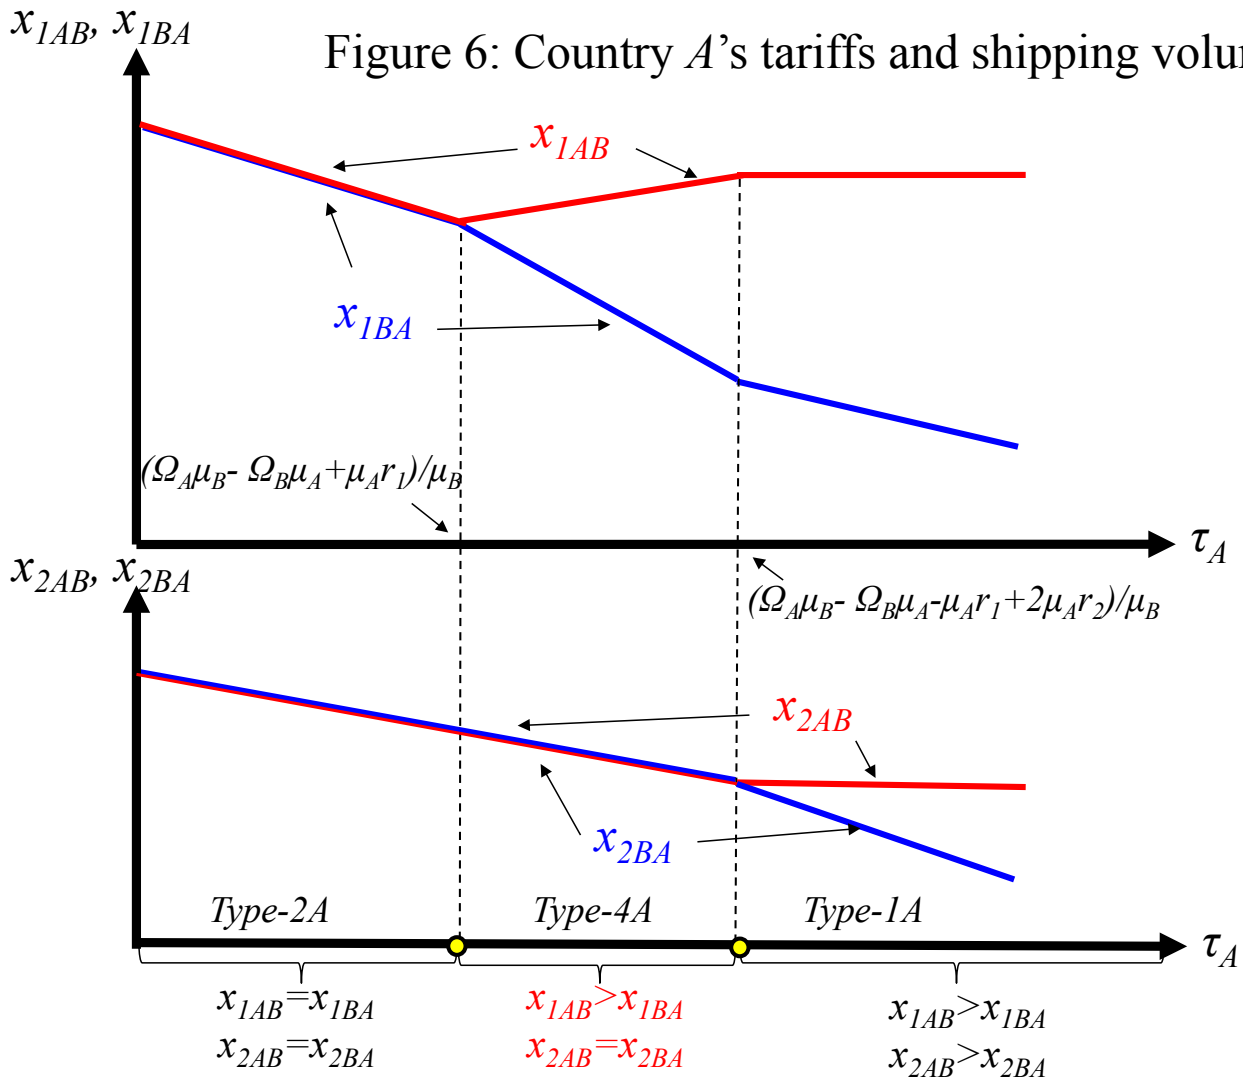 x1AB, x1BA
Figure 6: Country A’s tariffs and shipping volu
x1AB
x1BA
(ΩAμB- ΩBμA+μAr1)/μB
τA
x2AB, x2BA
(ΩAμB- ΩBμA-μAr1+2μAr2)/μB
x2AB
x2BA
Type-2A Type-4A Type-1A
τA
x1AB=x1BA x1AB>x1BA x1AB>x1BA
x2AB=x2BA x2AB=x2BA x2AB>x2BA